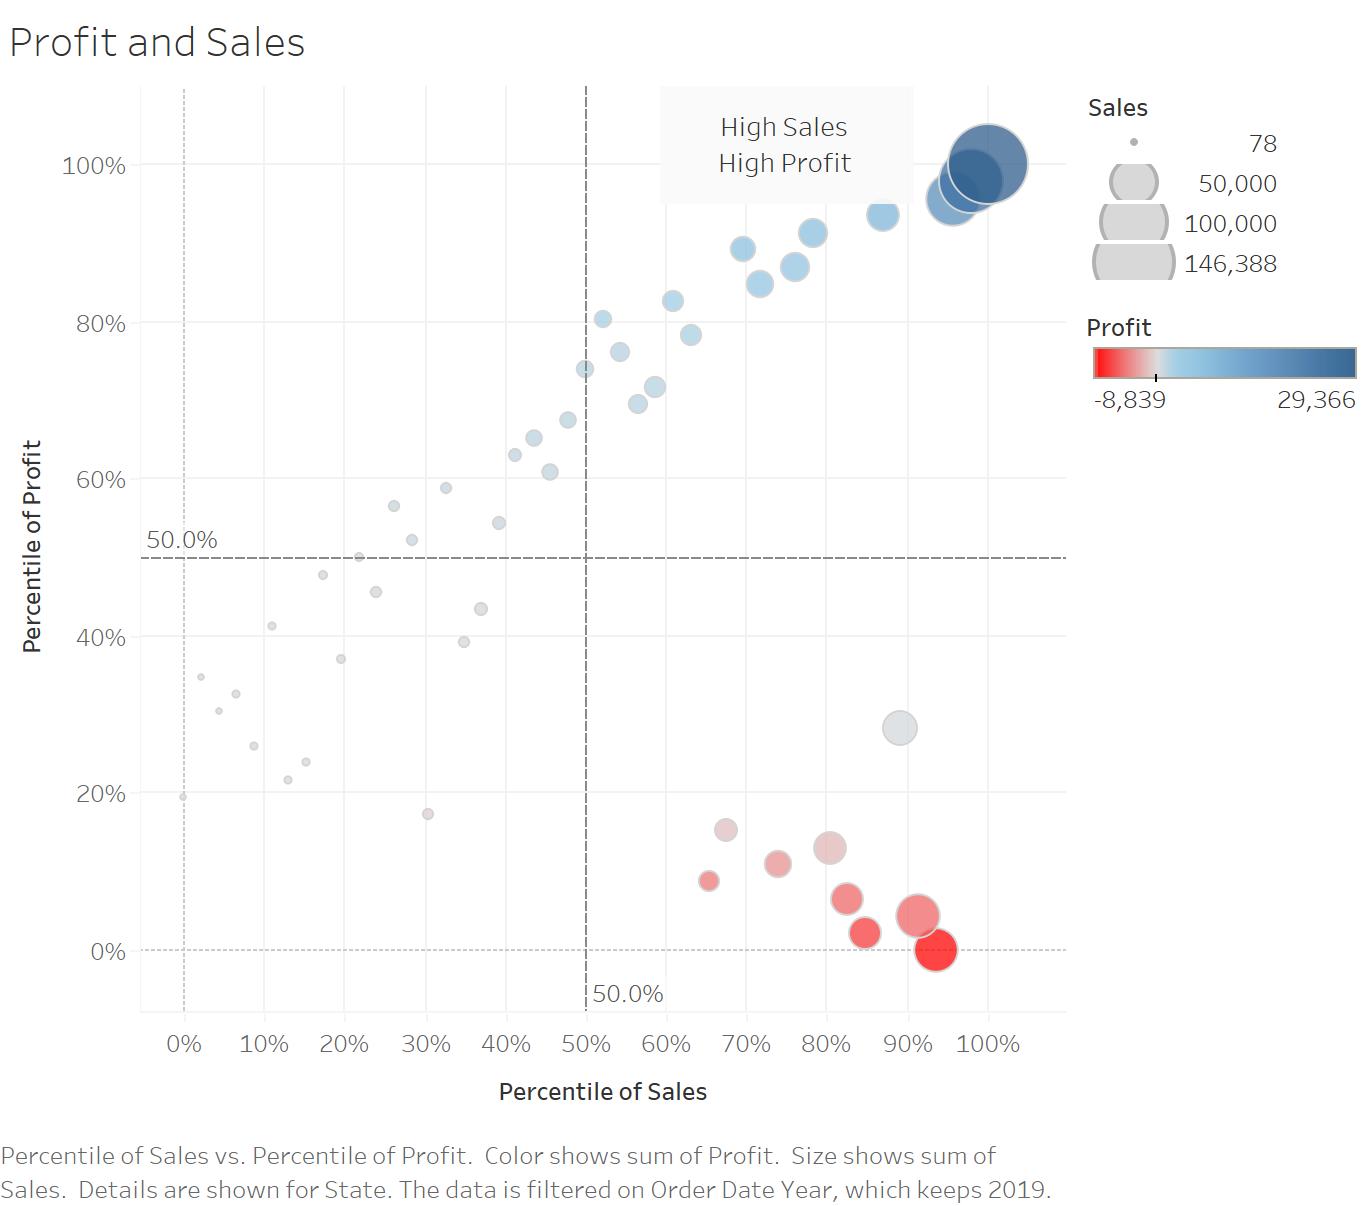 Profit and Sales
High Sales
High Profit
Sales
78
50,000
100,000
146,388
Profit
-8,839 29,366
Percentile of Profit
100%
80%
60%
50.0%
40%
20%
0%
50.0%
0% 10% 20% 30% 40% 50% 60% 70% 80% 90% 100%
Percentile of Sales
Percentile of Sales vs. Percentile of Profit.  Color shows sum of Profit.  Size shows sum of
Sales.  Details are shown for State. The data is filtered on Order Date Year, which keeps 2019.